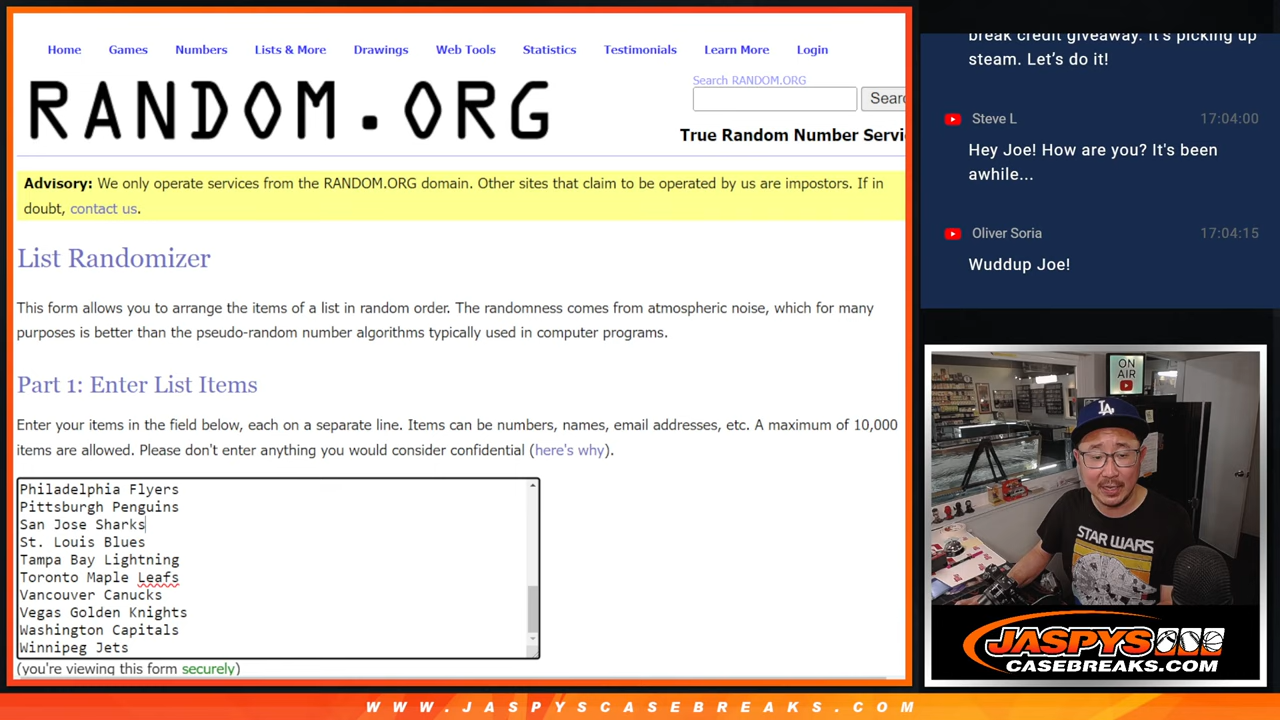 Home Games Numbers Lists & More Drawings Web Tools Statistics Testimonials Learn More Login
RANDOM.ORG
Search RANDOM.ORG
Searc
True Random Number Servi
Advisory: We only operate services from the RANDOM.ORG domain. Other sites that claim to be operated by us are impostors. If in
doubt, contact us.
List Randomizer
This form allows you to arrange the items of a list in random order. The randomness comes from atmospheric noise, which for many
purposes is better than the pseudo-random number algorithms typically used in computer programs.
Part 1: Enter List Items
Enter your items in the field below, each on a separate line. Items can be numbers, names, email addresses, etc. A maximum of 10,000
items are allowed. Please don't enter anything you would consider confidential (here's why).
Philadelphia Flyers
Pittsburgh Penguins
San Jose Sharks
St. Louis Blues
Tampa Bay Lightning
Toronto Maple Leafs
Vancouver Canucks
Vegas Golden Knights
Washington Capitals
Winnipeg Jets
(you're viewing this form securely)
break credit giveaway. It's picking up
steam. Let's do it!
Steve L 17:04:00
Hey Joe! How are you? It's been
awhile...
Oliver Soria 17:04:15
Wuddup Joe!
ON
AIR
LA
STAR WARS
JASPYS
CASEBREAKS.COM
WWW.JASPYSCASEBREAKS.COM